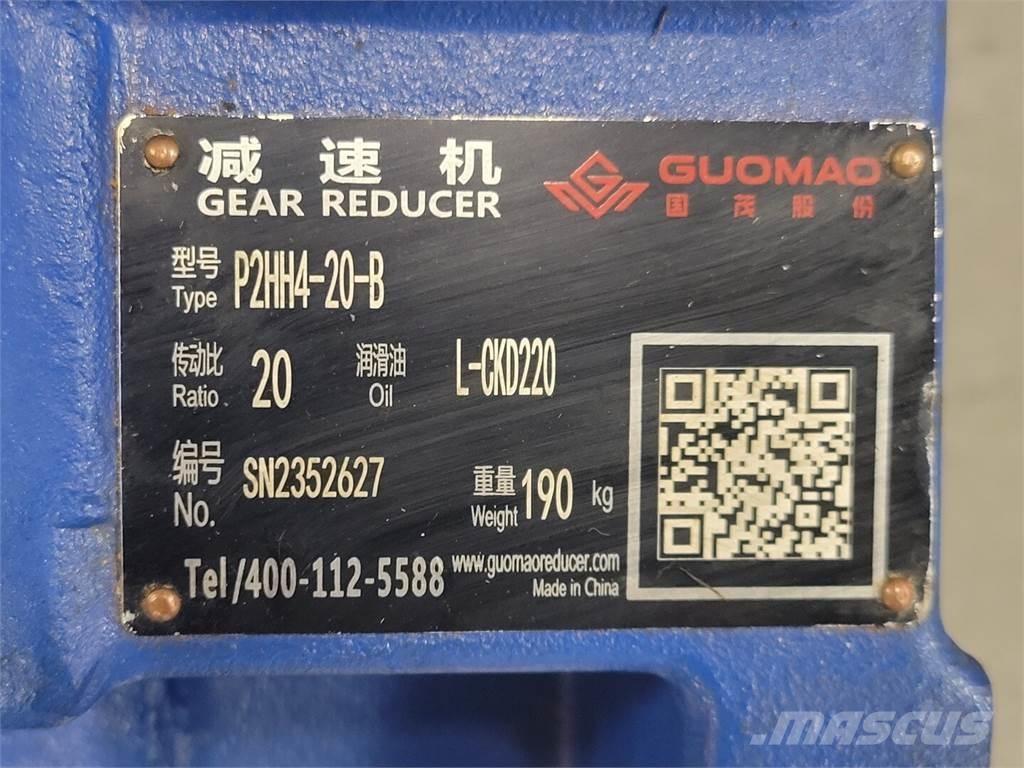 减速机
GEAR REDUCER
GUOMAO
国茂股份
型号
Type P2HH4-20-B
传动比
Ratio 20
润滑油
Oil L-CKD220
编号
No. SN2352627
重量
Weight 190 kg
Tel/400-112-5588
www.guomaoreducer.com
Made in China
MASCUS